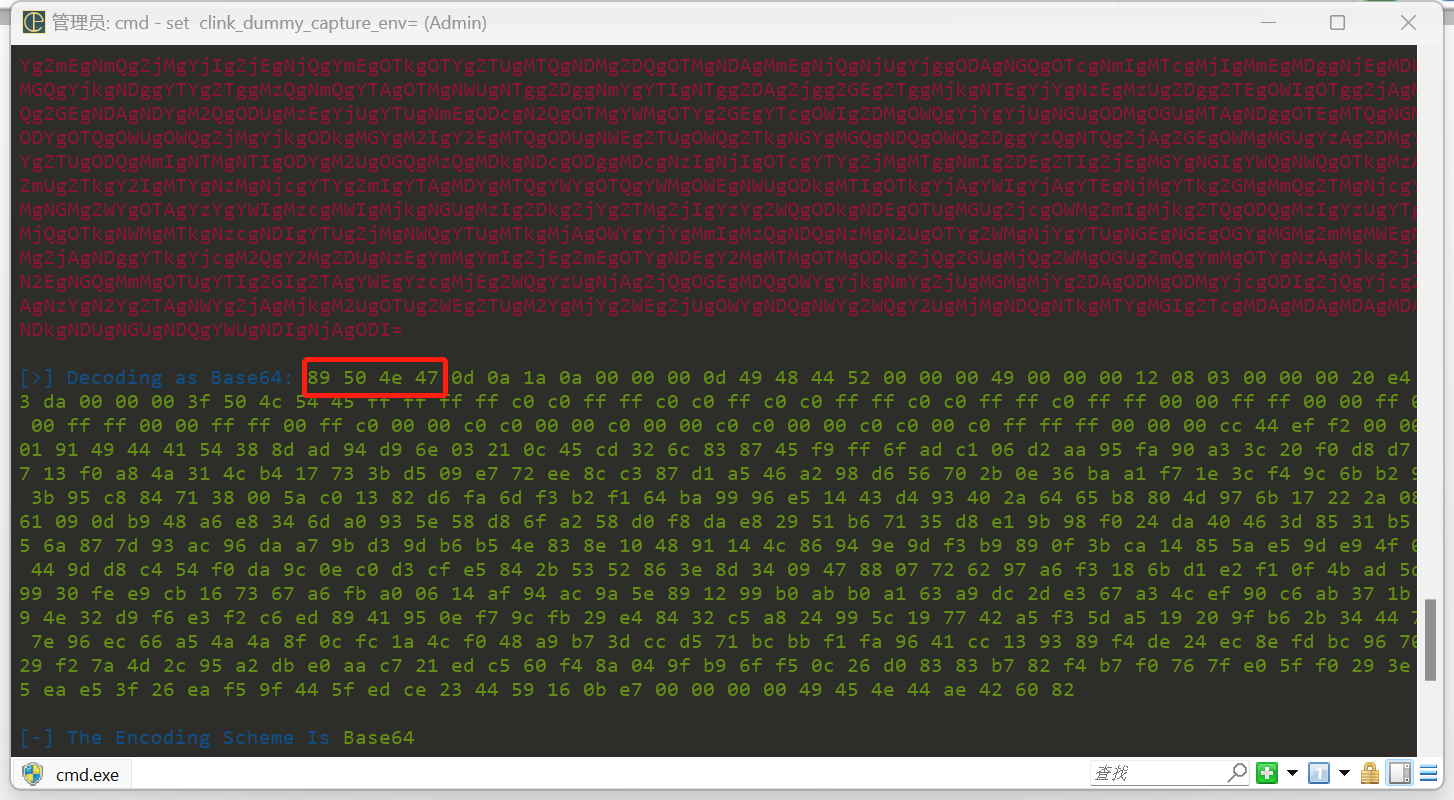 管理员: cmd - set clink_dummy_capture_env= (Admin)
YgZmEgNmQgZjMgYjIgZjEgNjQgYmEgOTkgOTYgZTUgMTQgNDMgZDQgOTMgNDAgMmEgNjQgNjUgYjggODAgNGQgOTcgNmIgMTcgMjIgMmEgMDggNjEgMD
MGQgYjkgNDggYTYgZTggMzQgNmQgYTAgOTMgNWUgNTggZDggNmYgYTIgNTggZDAgZjggZGEgZTggMjkgNTEgYjYgNzEgMzUgZDggZTEgOWIgOTggZjAg
QgZGEgNDAgNDYgM2QgODUgMzEgYjUgYTUgNmEgODcgN2QgOTMgYWMgOTYgZGEgYTcgOWIgZDMgOWQgYjYgYjUgNGUgODMgOGUgMTAgNDggOTEgMTQgNG
ODYgOTQgOWUgOWQgZjMgYjkgODkgMGYgM2IgY2EgMTQgODUgNWEgZTUgOWQgZTkgNGYgMGQgNDQgOWQgZDggYzQgNTQgZjAgZGEgOWMgMGUgYzAgZDMg
YgZTUgODQgMmIgNTMgNTIgODYgM2UgOGQgMzQgMDkgNDcgODggMDcgNzIgNjIgOTcgYTYgZjMgMTggNmIgZDEgZTIgZjEgMGYgNGIgYWQgNWQgOTkgMz
ZmUgZTkgY2IgMTYgNzMgNjcgYTYgZmIgYTAgMDYgMTQgYWYgOTQgYWMgOWEgNWUgODkgMTIgOTkgYjAgYWIgYjAgYTEgNjMgYTkgZGMgMmQgZTMgNjcg
MgNGMgZWYgOTAgYzYgYWIgMzcgMWIgMjkgNGUgMzIgZDkgZjYgZTMgZjIgYzYgZWQgODkgNDEgOTUgMGUgZjcgOWMgZmIgMjkgZTQgODQgMzIgYzUgYT
MjQgOTkgNWMgMTkgNzcgNDIgYTUgZjMgNWQgYTUgMTkgMjAgOWYgYjYgMmIgMzQgNDQgNzMgN2UgOTYgZWMgNjYgYTUgNGEgNGEgOGYgMGMgZmMgMWEg
MgZjAgNDggYTkgYjcgM2QgY2MgZDUgNzEgYmMgYmIgZjEgZmEgOTYgNDEgY2MgMTMgOTMgODkgZjQgZGUgMjQgZWMgOGUgZmQgYmMgOTYgNzAgMjkgZj
N2EgNGQgMmMgOTUgYTIgZGIgZTAgYWEgYzcgMjEgZWQgYzUgNjAgZjQgOGEgMDQgOWYgYjkgNmYgZjUgMGMgMjYgZDAgODMgODMgYjcgODIgZjQgYjcg
AgNzYgN2YgZTAgNWYgZjAgMjkgM2UgOTUgZWEgZTUgM2YgMjYgZWEgZjUgOWYgNDQgNWYgZWQgY2UgMjMgNDQgNTkgMTYgMGIgZTcgMDAgMDAgMDAgMD
NDkgNDUgNGUgNDQgYWUgNDIgNjAgODI=
[>] Decoding as Base64: 89 50 4e 47 0d 0a 1a 0a 00 00 00 0d 49 48 44 52 00 00 00 49 00 00 00 12 08 03 00 00 00 20 e4
3 da 00 00 00 3f 50 4c 54 45 ff ff ff ff c0 c0 ff ff c0 c0 ff c0 c0 ff ff c0 c0 ff ff c0 ff ff 00 00 ff ff 00 00 ff
00 ff ff 00 00 ff ff 00 ff c0 00 00 c0 c0 00 00 c0 00 00 c0 c0 00 00 c0 c0 00 c0 ff ff ff 00 00 00 cc 44 ef f2 00 00
01 91 49 44 41 54 38 8d ad 94 d9 6e 03 21 0c 45 cd 32 6c 83 87 45 f9 ff 6f ad c1 06 d2 aa 95 fa 90 a3 3c 20 f0 d8 d7
7 13 f0 a8 4a 31 4c b4 17 73 3b d5 09 e7 72 ee 8c c3 87 d1 a5 46 a2 98 d6 56 70 2b 0e 36 ba a1 f7 1e 3c f4 9c 6b b2 9
3b 95 c8 84 71 38 00 5a c0 13 82 d6 fa 6d f3 b2 f1 64 ba 99 96 e5 14 43 d4 93 40 2a 64 65 b8 80 4d 97 6b 17 22 2a 08
61 09 0d b9 48 a6 e8 34 6d a0 93 5e 58 d8 6f a2 58 d0 f8 da e8 29 51 b6 71 35 d8 e1 9b 98 f0 24 da 40 46 3d 85 31 b5
5 6a 87 7d 93 ac 96 da a7 9b d3 9d b6 b5 4e 83 8e 10 48 91 14 4c 86 94 9e 9d f3 b9 89 0f 3b ca 14 85 5a e5 9d e9 4f
44 9d d8 c4 54 f0 da 9c 0e c0 d3 cf e5 84 2b 53 52 86 3e 8d 34 09 47 88 07 72 62 97 a6 f3 18 6b d1 e2 f1 0f 4b ad 5d
99 30 fe e9 cb 16 73 67 a6 fb a0 06 14 af 94 ac 9a 5e 89 12 99 b0 ab b0 a1 63 a9 dc 2d e3 67 a3 4c ef 90 c6 ab 37 1b
9 4e 32 d9 f6 e3 f2 c6 ed 89 41 95 0e f7 9c fb 29 e4 84 32 c5 a8 24 99 5c 19 77 42 a5 f3 5d a5 19 20 9f b6 2b 34 44 7
7e 96 ec 66 a5 4a 4a 8f 0c fc 1a 4c f0 48 a9 b7 3d cc d5 71 bc bb f1 fa 96 41 cc 13 93 89 f4 de 24 ec 8e fd bc 96 70
29 f2 7a 4d 2c 95 a2 db e0 aa c7 21 ed c5 60 f4 8a 04 9f b9 6f f5 0c 26 d0 83 83 b7 82 f4 b7 f0 76 7f e0 5f f0 29 3e
5 ea e5 3f 26 ea f5 9f 44 5f ed ce 23 44 59 16 0b e7 00 00 00 00 49 45 4e 44 ae 42 60 82
[-] The Encoding Scheme Is Base64
cmd.exe
查找